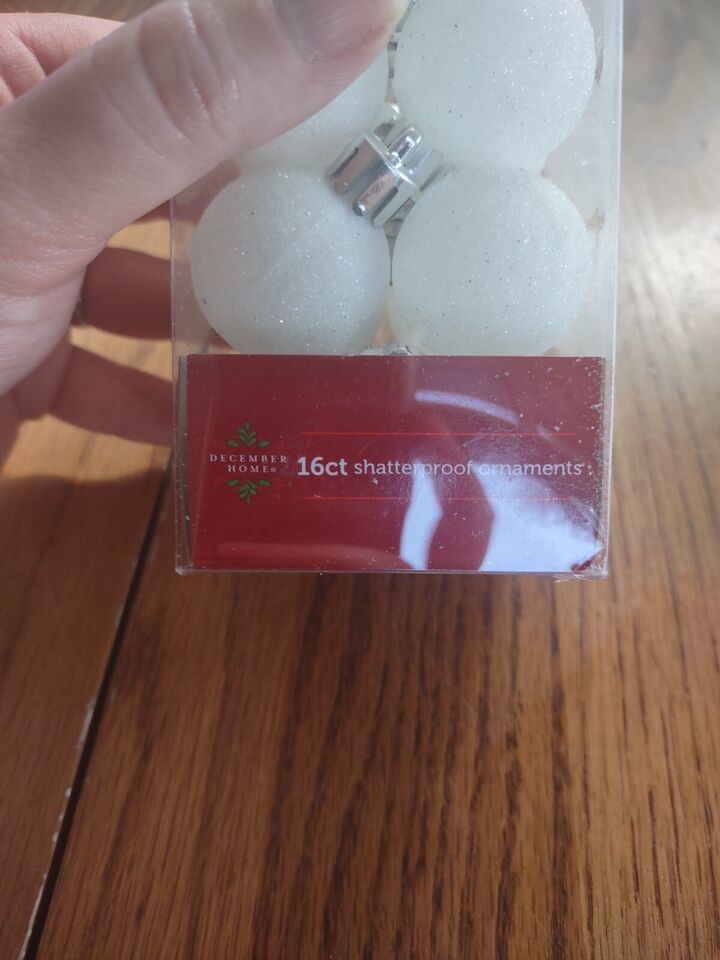 DECEMBER
HOME®
16ct shatterproof ornaments